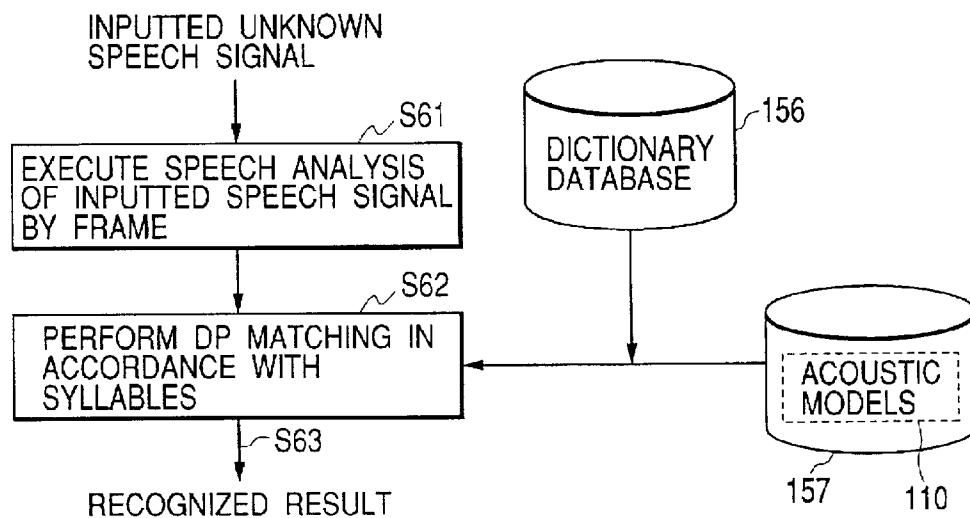 INPUTTED UNKNOWN
SPEECH SIGNAL
S61
EXECUTE SPEECH ANALYSIS
OF INPUTTED SPEECH SIGNAL
BY FRAME
156
DICTIONARY
DATABASE
S62
PERFORM DP MATCHING IN
ACCORDANCE WITH
SYLLABLES
ACOUSTIC
MODELS
S63
157
110
RECOGNIZED RESULT